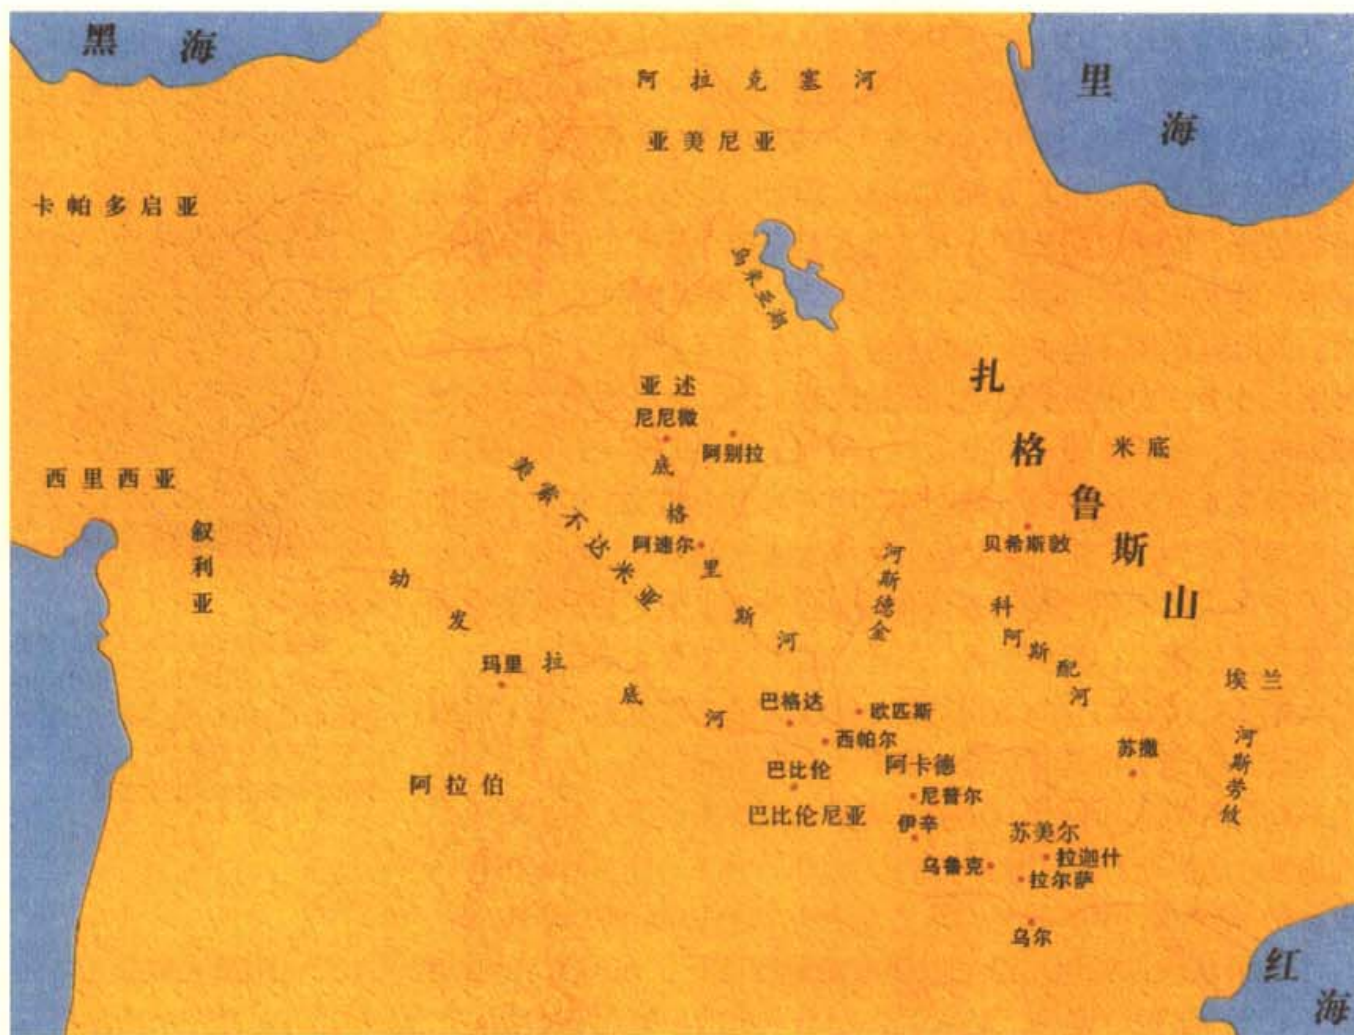 黑海
里海
阿拉克塞河
亚美尼亚
卡帕多启亚
乌米亚湖
扎格鲁斯山
亚述
尼尼微
阿别拉
米底
西里西亚
美索不达米亚
底格里斯河
叙利亚
阿速尔
贝希斯敦
河斯德金
幼发拉底河
科阿斯配河
玛里
埃兰
巴格达
欧匹斯
西帕尔
苏撒
河斯劳攸
阿卡德
巴比伦
阿拉伯
尼普尔
巴比伦尼亚
伊辛
苏美尔
乌鲁克
拉迦什
拉尔萨
乌尔
红海